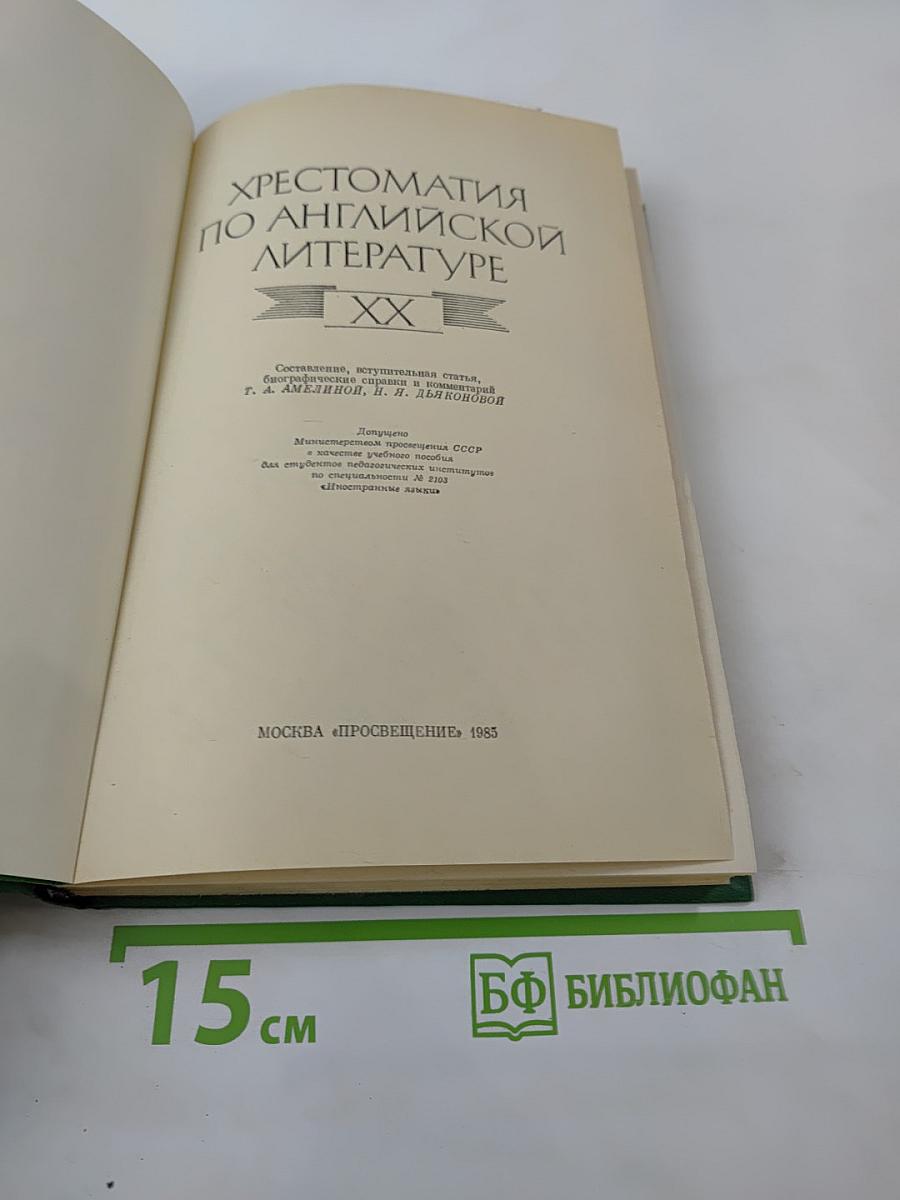 ХРЕСТОМАТИЯ
ПО АНГЛИЙСКОЙ
ЛИТЕРАТУРЕ
XX
Составление, вступительная статья,
биографические справки и комментарий
Т. А. АМЕЛИНОЙ, Н. Я. ДЬЯКОНОВОЙ
Допущено
Министерством просвещения СССР
в качестве учебного пособия
для студентов педагогических институтов
по специальности № 2103
«Иностранные языки»
МОСКВА «ПРОСВЕЩЕНИЕ» 1985
15 см
БФ БИБЛИОФАН